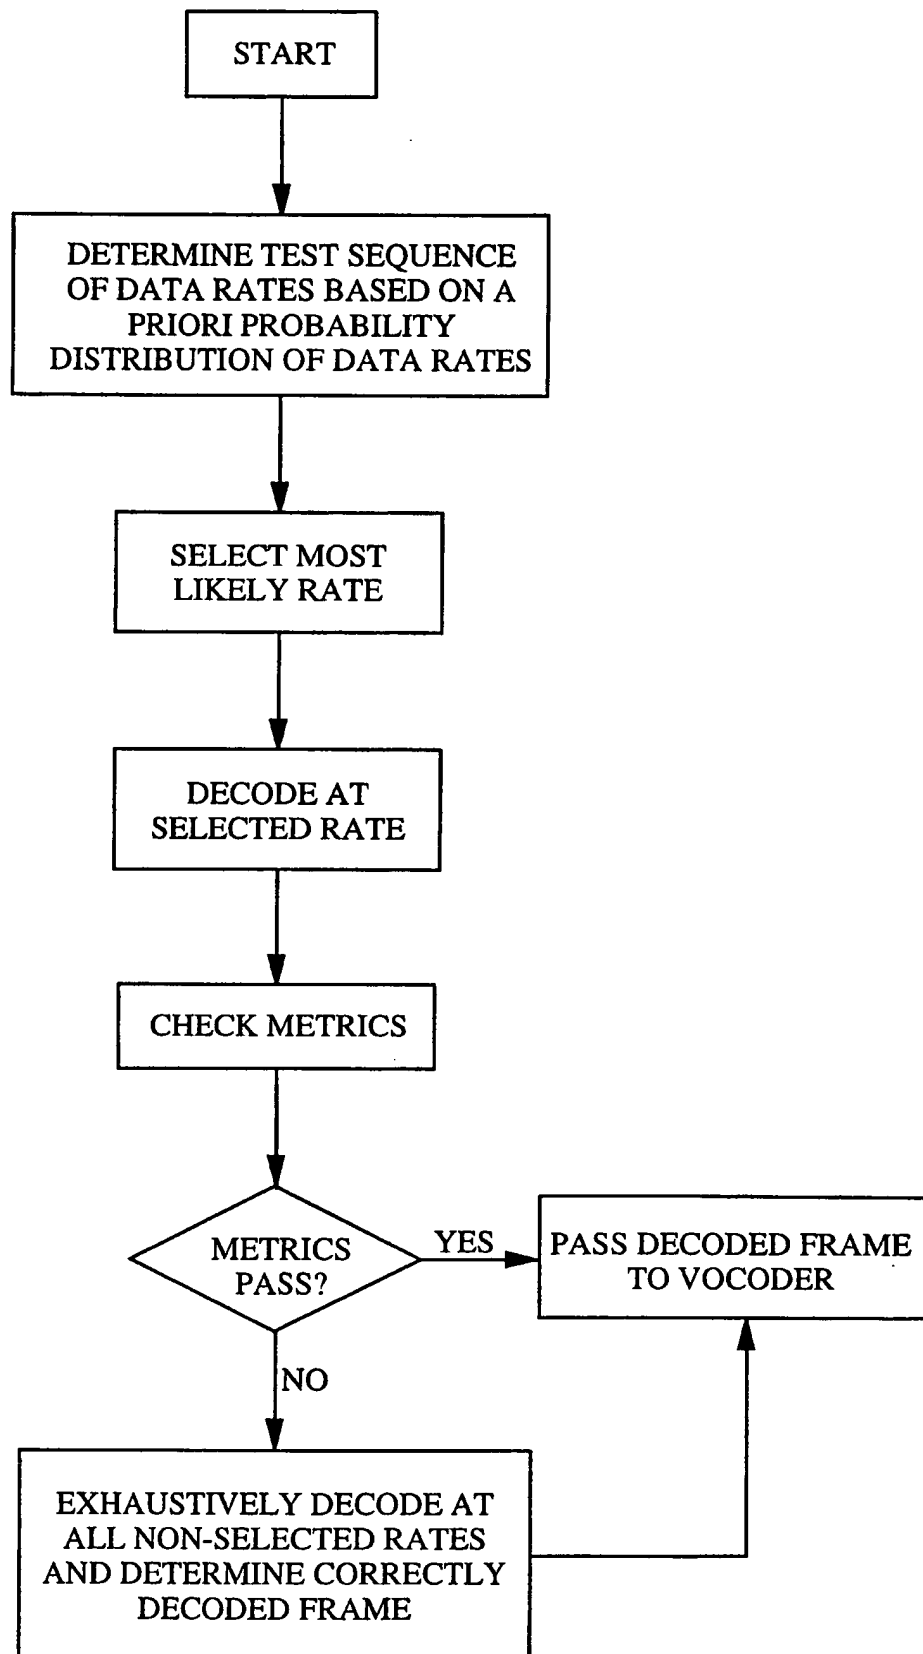 START
DETERMINE TEST SEQUENCE
OF DATA RATES BASED ON A
PRIORI PROBABILITY
DISTRIBUTION OF DATA RATES
SELECT MOST
LIKELY RATE
DECODE AT
SELECTED RATE
CHECK METRICS
METRICS
PASS?
YES
PASS DECODED FRAME
TO VOCODER
NO
EXHAUSTIVELY DECODE AT
ALL NON-SELECTED RATES
AND DETERMINE CORRECTLY
DECODED FRAME